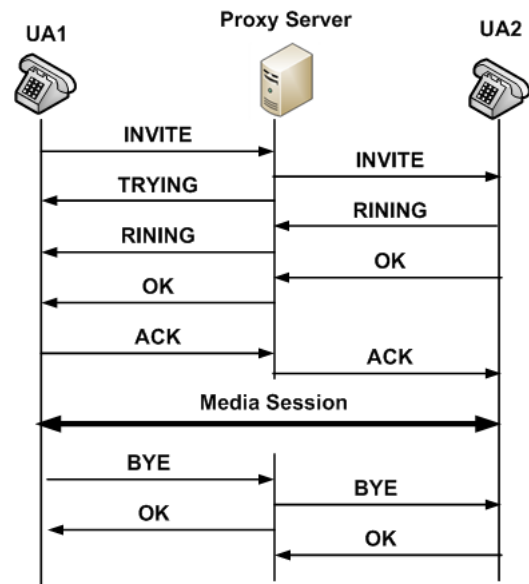 Proxy Server
UA1
UA2
INVITE
INVITE
TRYING
RINING
RINING
OK
OK
ACK
ACK
Media Session
BYE
BYE
OK
OK